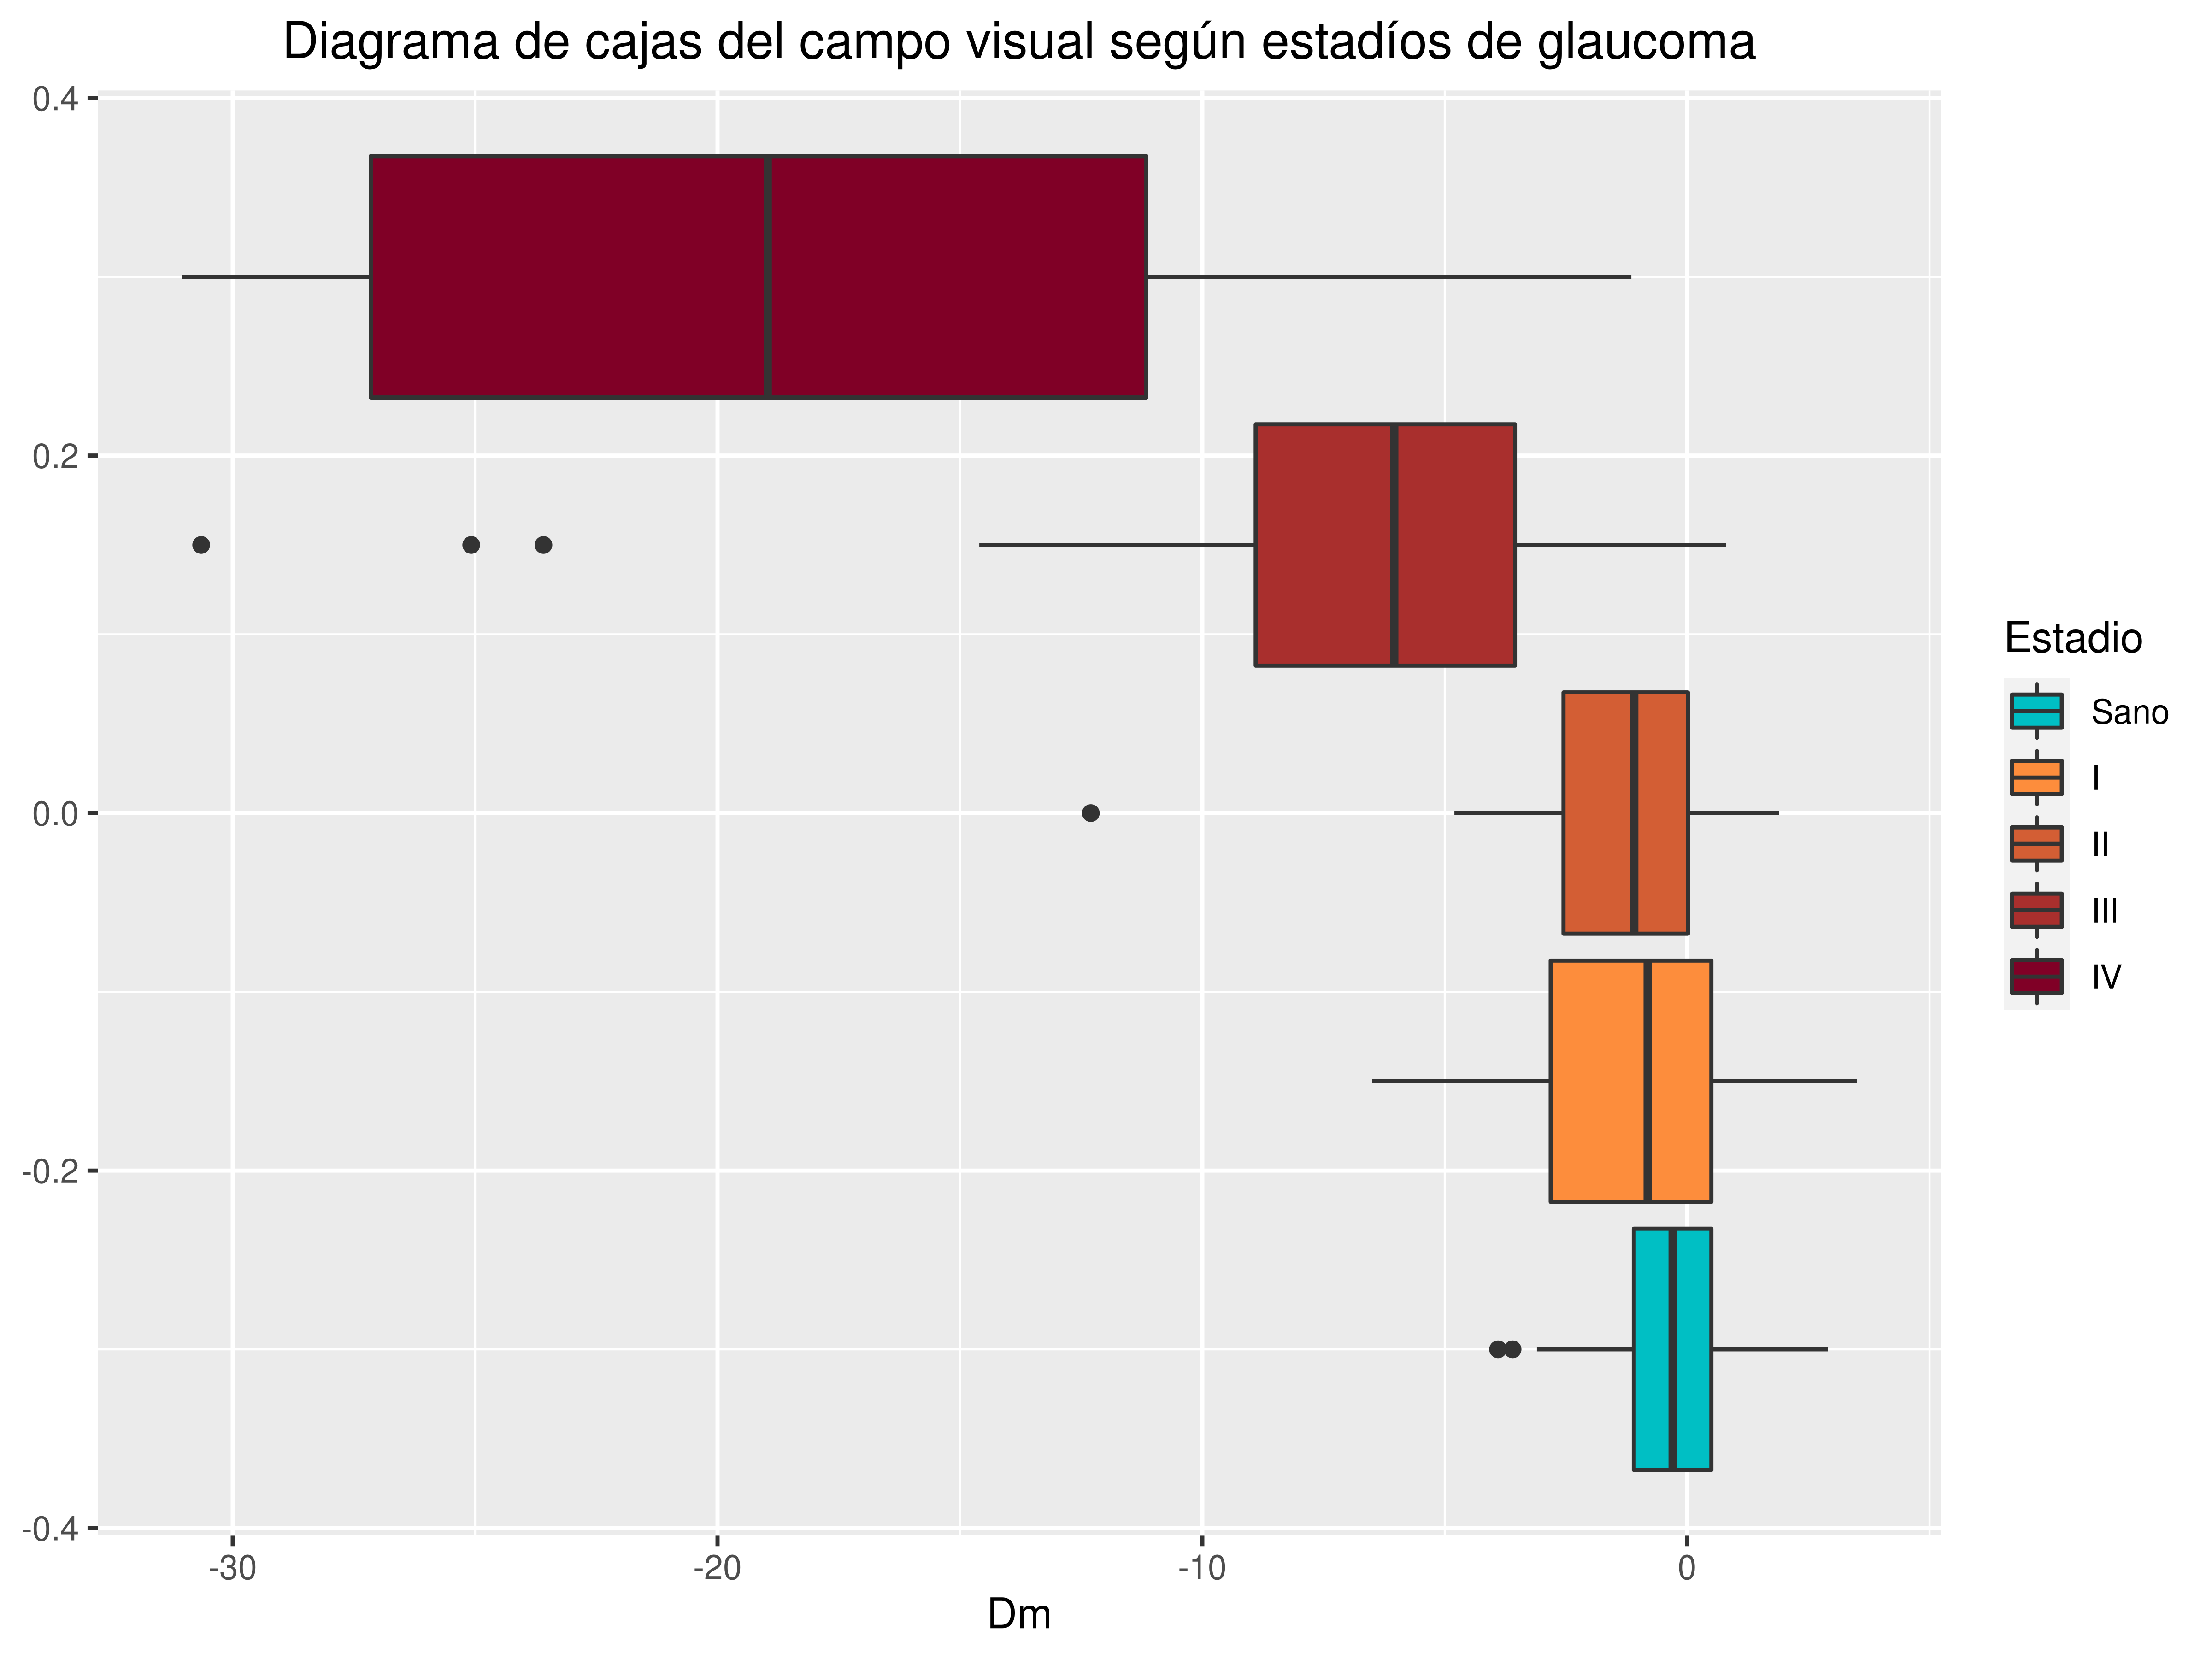 Diagrama de cajas del campo visual según estadíos de glaucoma
0.4
0.2
0.0
-0.2
-0.4
-30
-20
-10
0
Dm
Estadio
Sano
I
II
III
IV